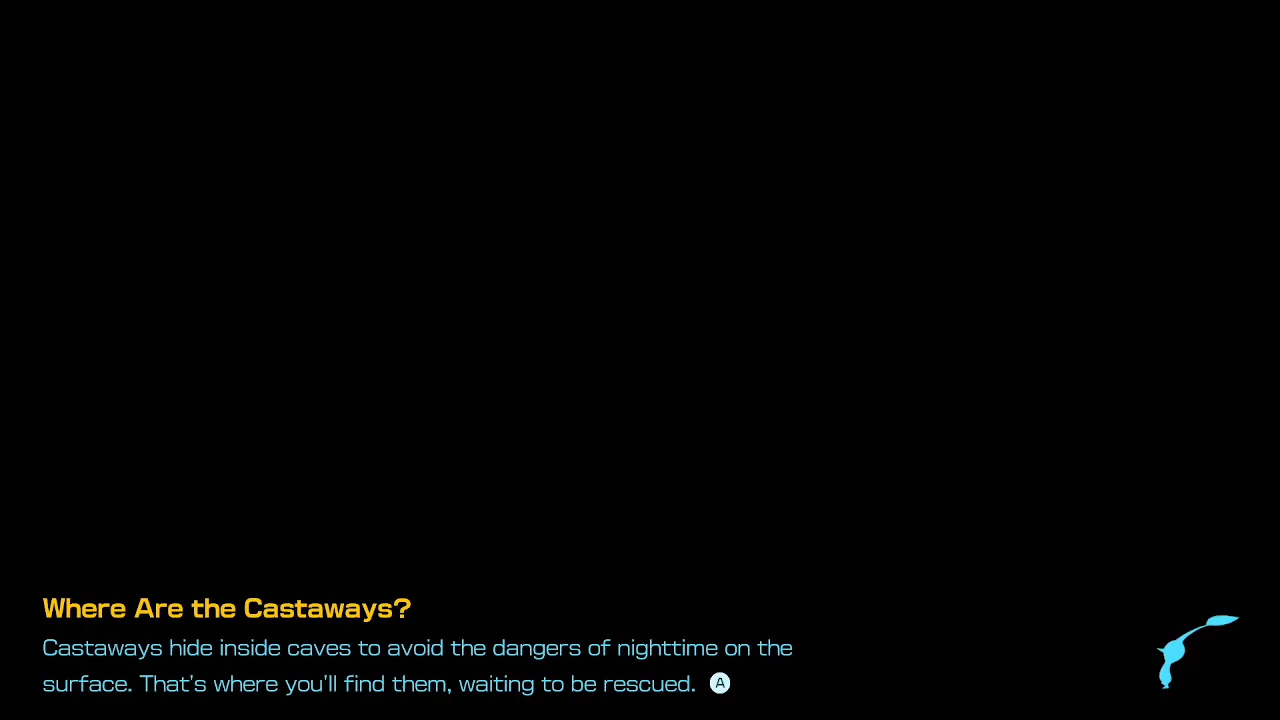 Where Are the Castaways?
Castaways hide inside caves to avoid the dangers of nighttime on the
surface. That's where you'll find them, waiting to be rescued. A